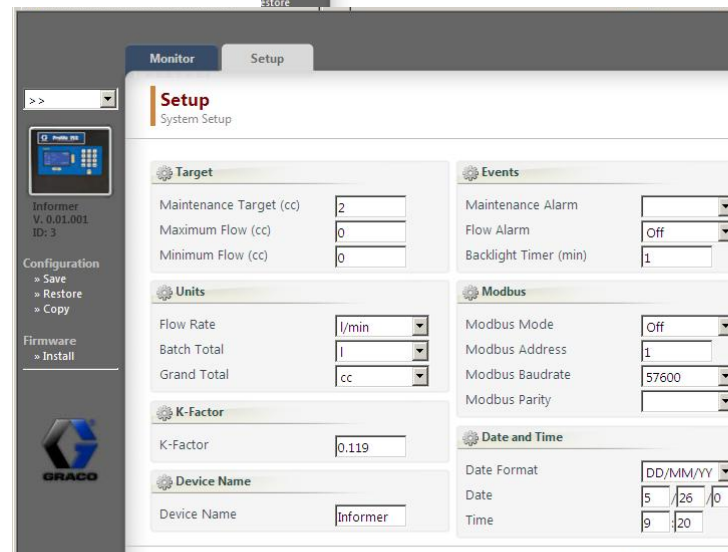 estore
Monitor
Setup
>>
Setup
System Setup
Informer
V. 0.01.001
ID: 3
Configuration
» Save
» Restore
» Copy
Firmware
» Install
GRACO
Target
Maintenance Target (cc) 2
Maximum Flow (cc) 0
Minimum Flow (cc) 0
Units
Flow Rate l/min
Batch Total l
Grand Total cc
K-Factor
K-Factor 0.119
Device Name
Device Name Informer
Events
Maintenance Alarm
Flow Alarm Off
Backlight Timer (min) 1
Modbus
Modbus Mode Off
Modbus Address 1
Modbus Baudrate 57600
Modbus Parity
Date and Time
Date Format DD/MM/YY
Date 5 /26 /0
Time 9 :20